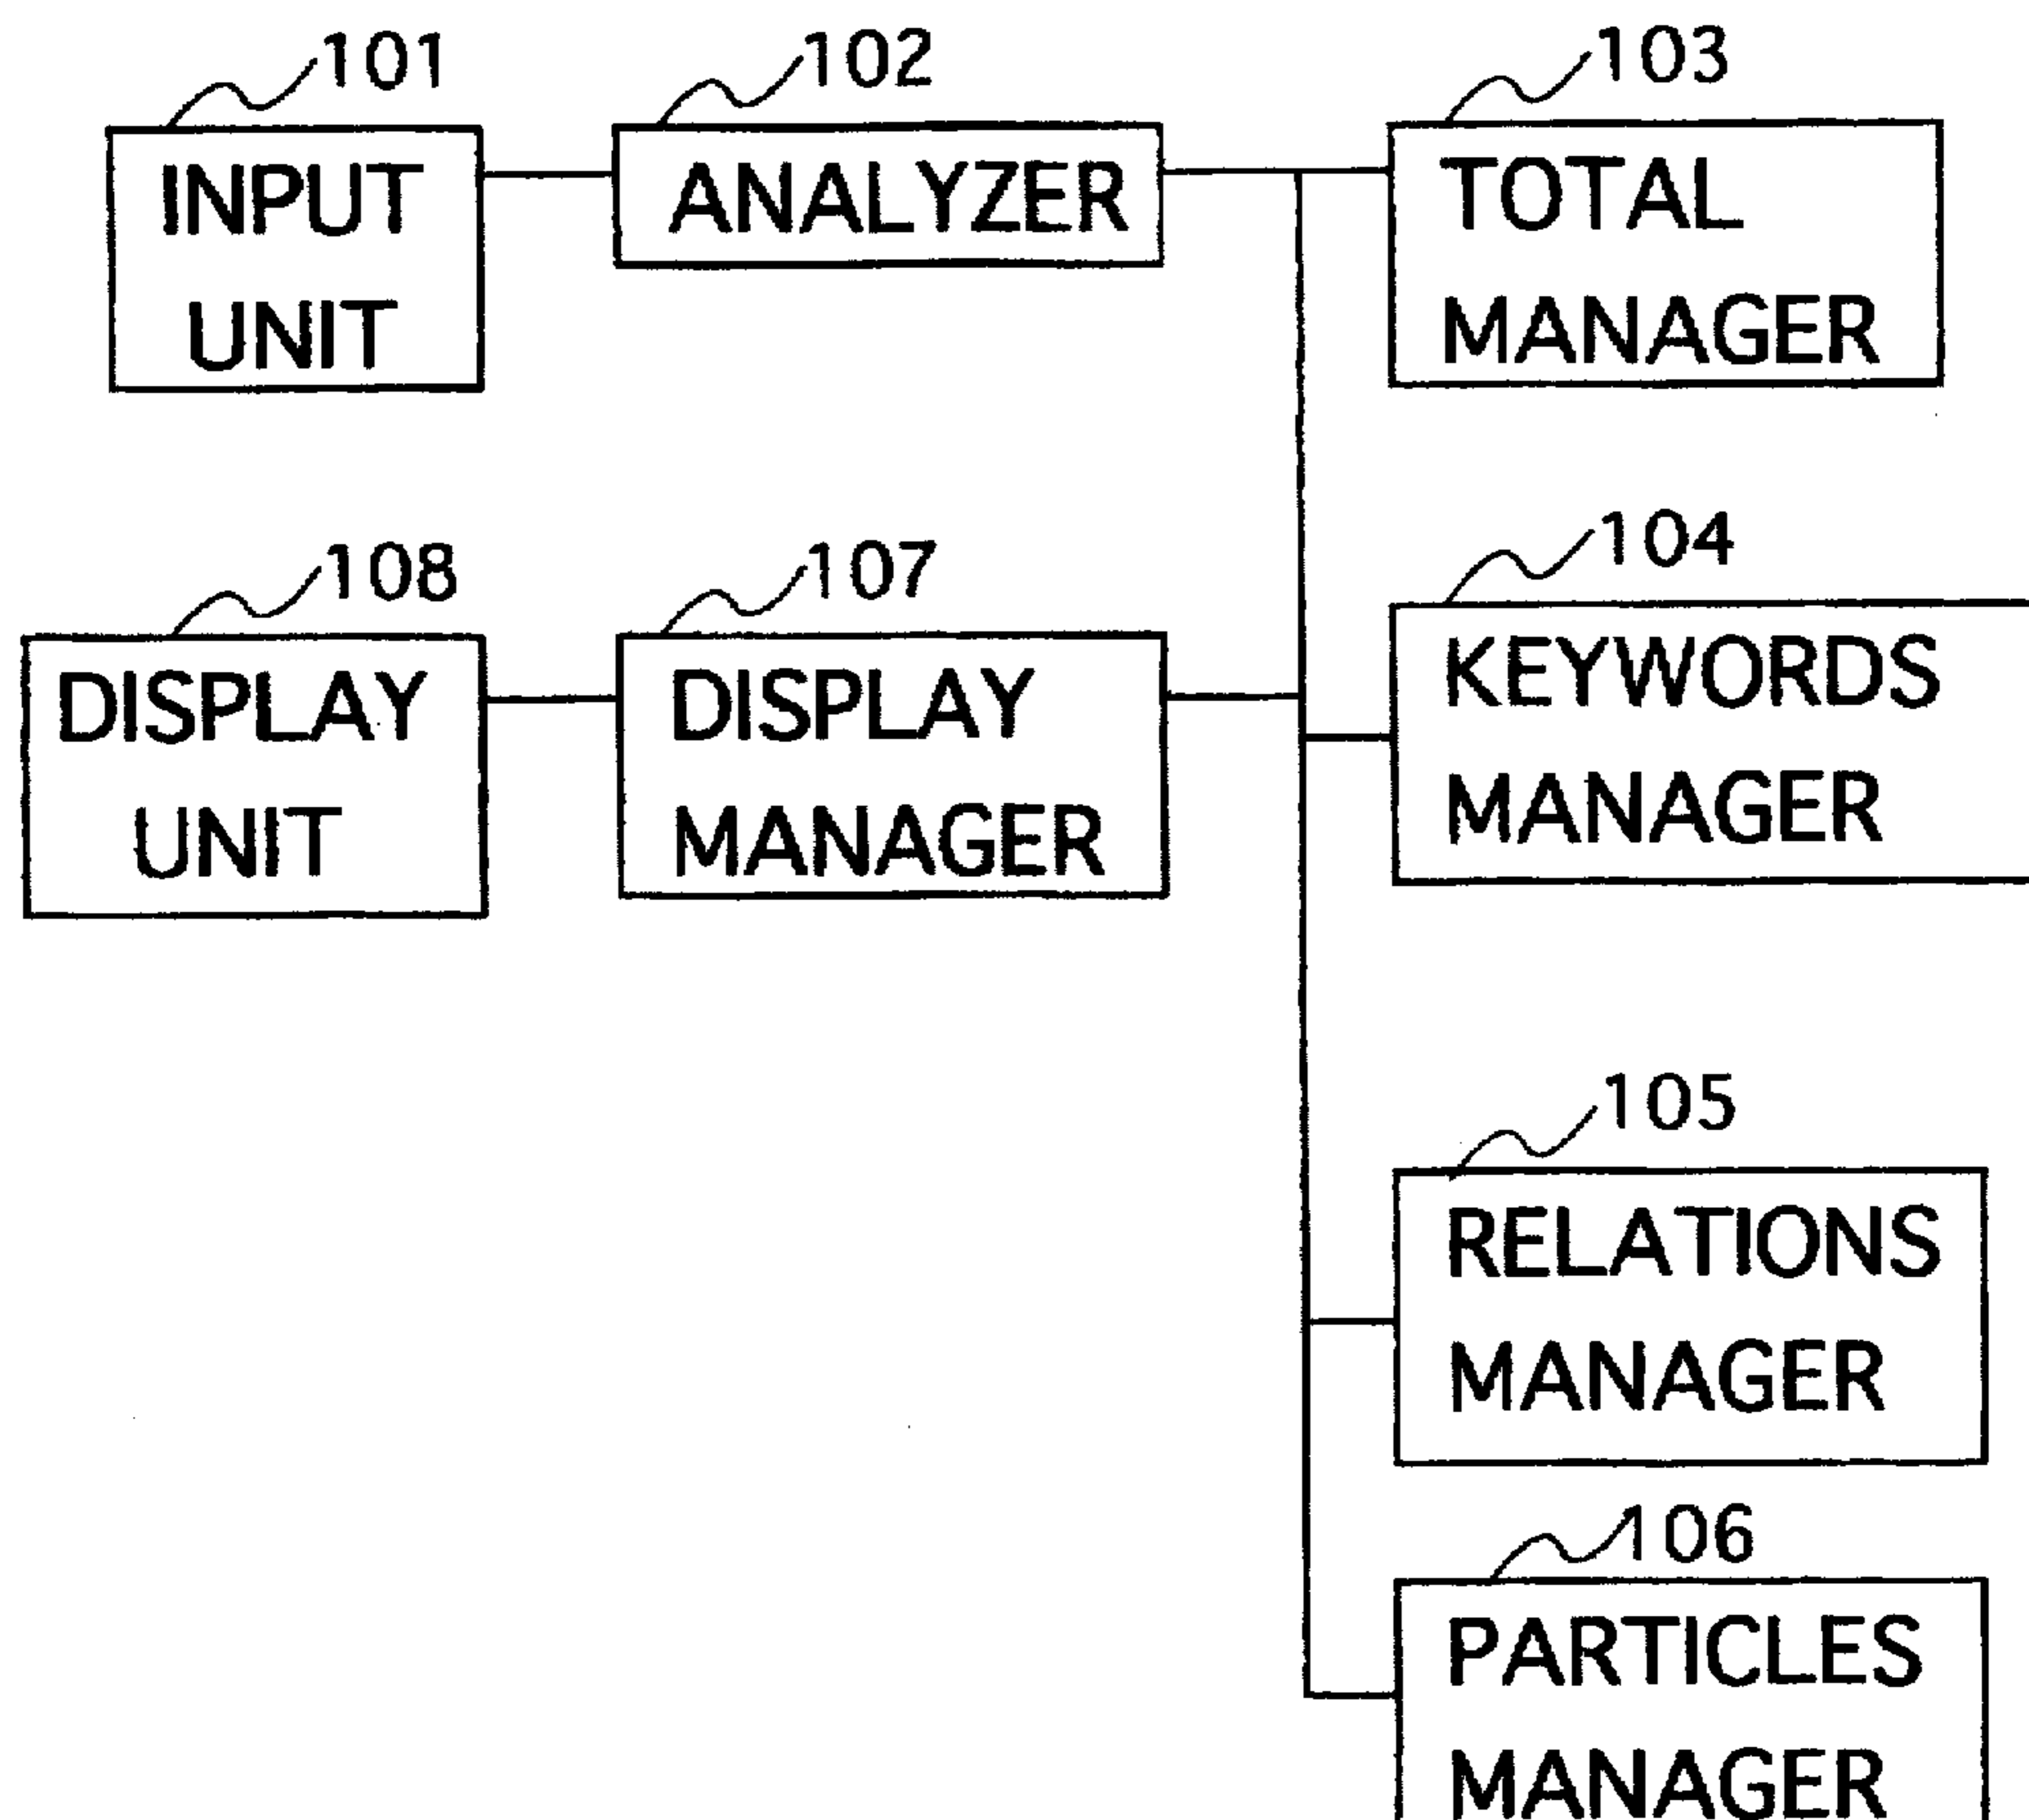 101
INPUT
UNIT
102
ANALYZER
103
TOTAL
MANAGER
108
DISPLAY
UNIT
107
DISPLAY
MANAGER
104
KEYWORDS
MANAGER
105
RELATIONS
MANAGER
106
PARTICLES
MANAGER